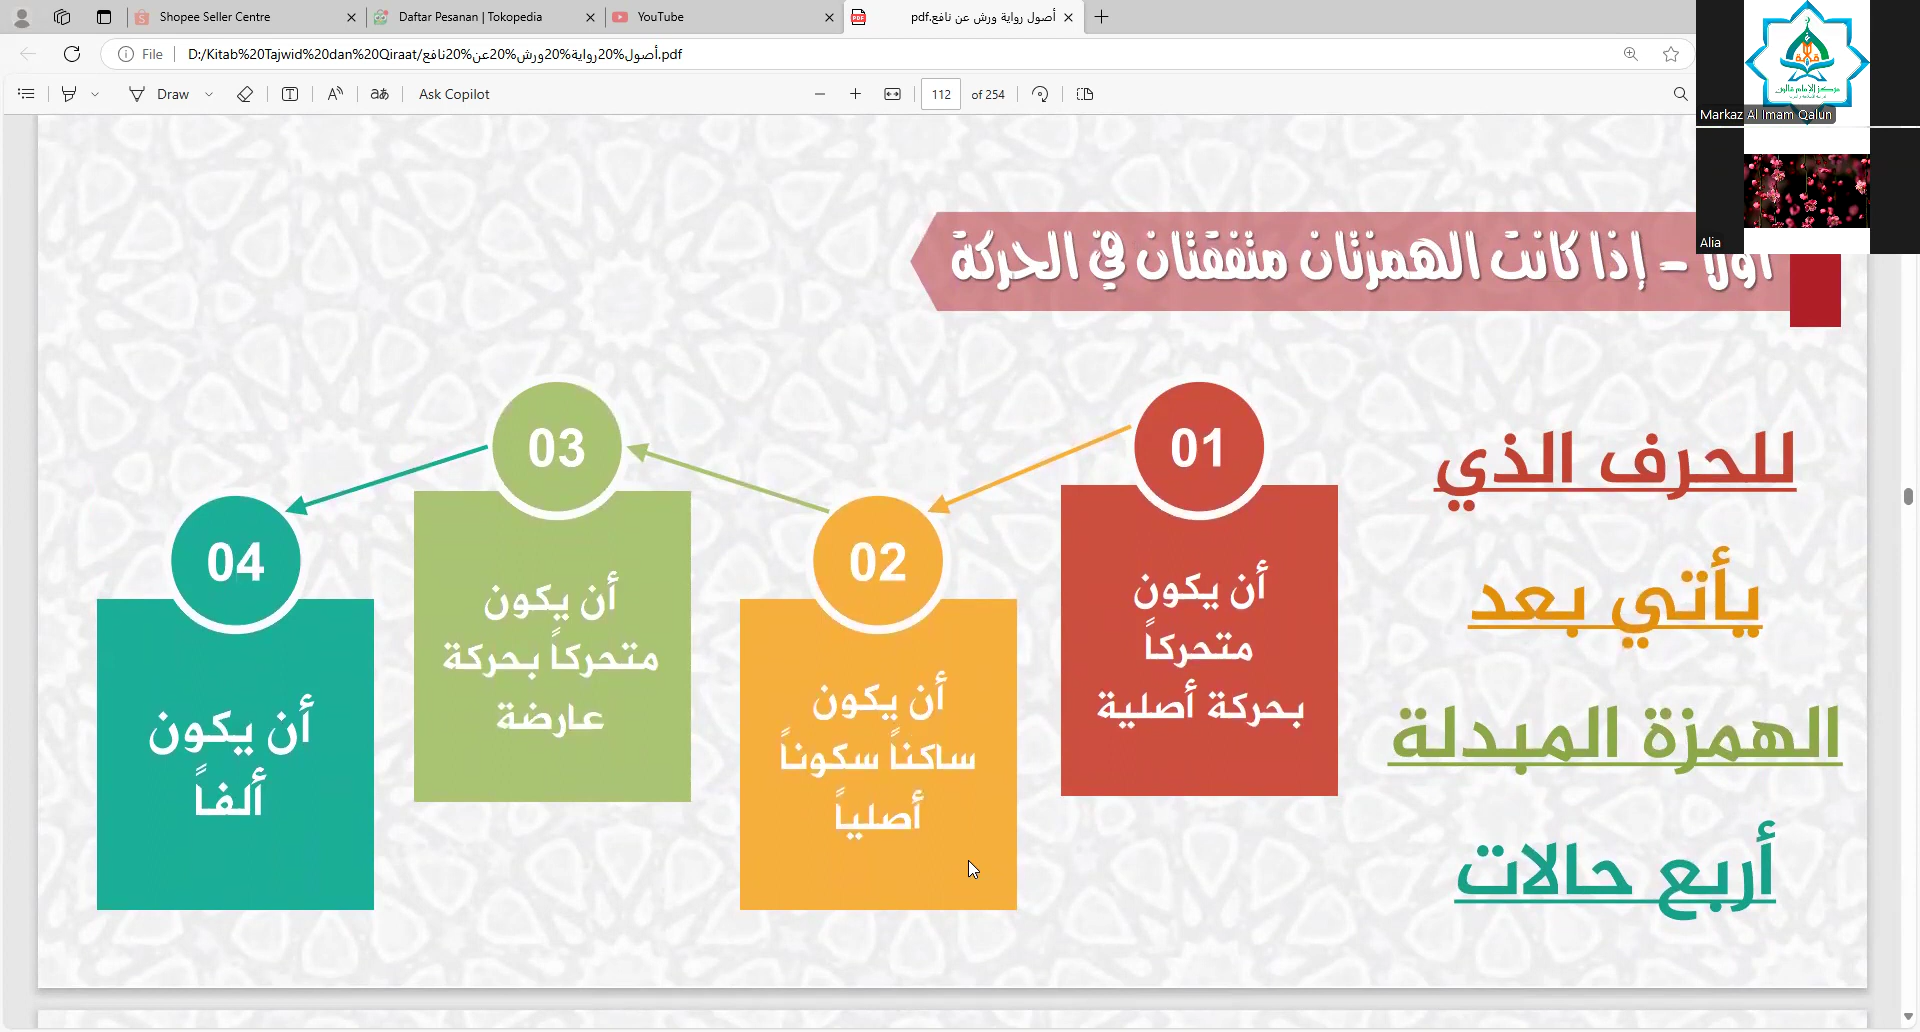 Shopee Seller Centre
Daftar Pesanan | Tokopedia
YouTube
أصول رواية ورش عن نافع.pdf
File
D:/Kitab%20Tajwid%20dan%20Qiraat/أصول%20رواية%20ورش%20عن%20نافع.pdf
Draw
aあ
Ask Copilot
112
of 254
Markaz Al Imam Qalun
Alia
أولا - إذا كانت الهمزتان متفقتان في الحركة
للحرف الذي
يأتي بعد
الهمزة المبدلة
أربع حالات
01
أن يكون
متحركاً
بحركة أصلية
02
أن يكون
ساكناً سكوناً
أصلياً
03
أن يكون
متحركاً بحركة
عارضة
04
أن يكون
ألفاً